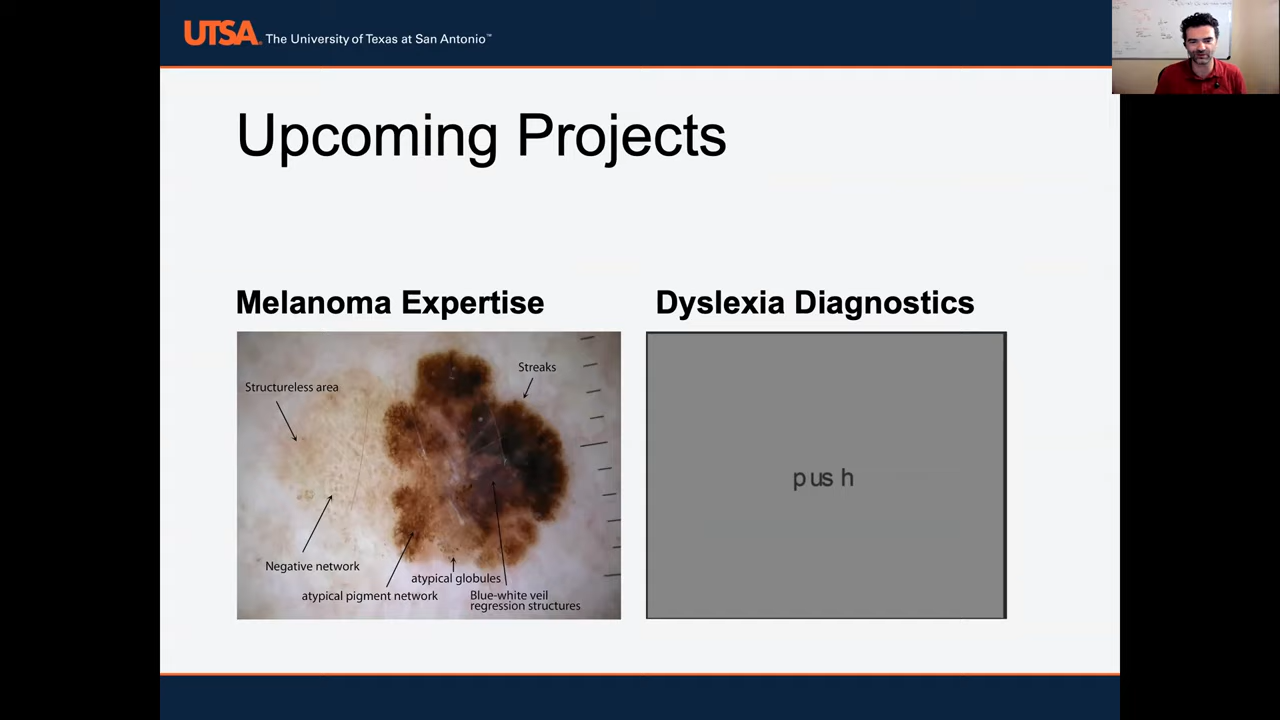 UTSA. The University of Texas at San Antonio™
Upcoming Projects
Melanoma Expertise
Dyslexia Diagnostics
Streaks
Structureless area
Negative network
atypical pigment network
atypical globules
Blue-white veil
regression structures
push